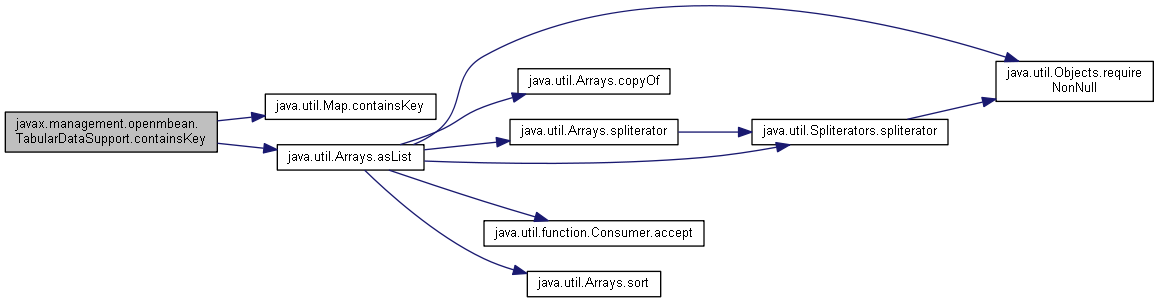 javax.management.openmbean.
TabularDataSupport.containsKey
java.util.Map.containsKey
java.util.Arrays.asList
java.util.Arrays.copyOf
java.util.Arrays.spliterator
java.util.function.Consumer.accept
java.util.Arrays.sort
java.util.Spliterators.spliterator
java.util.Objects.require
NonNull